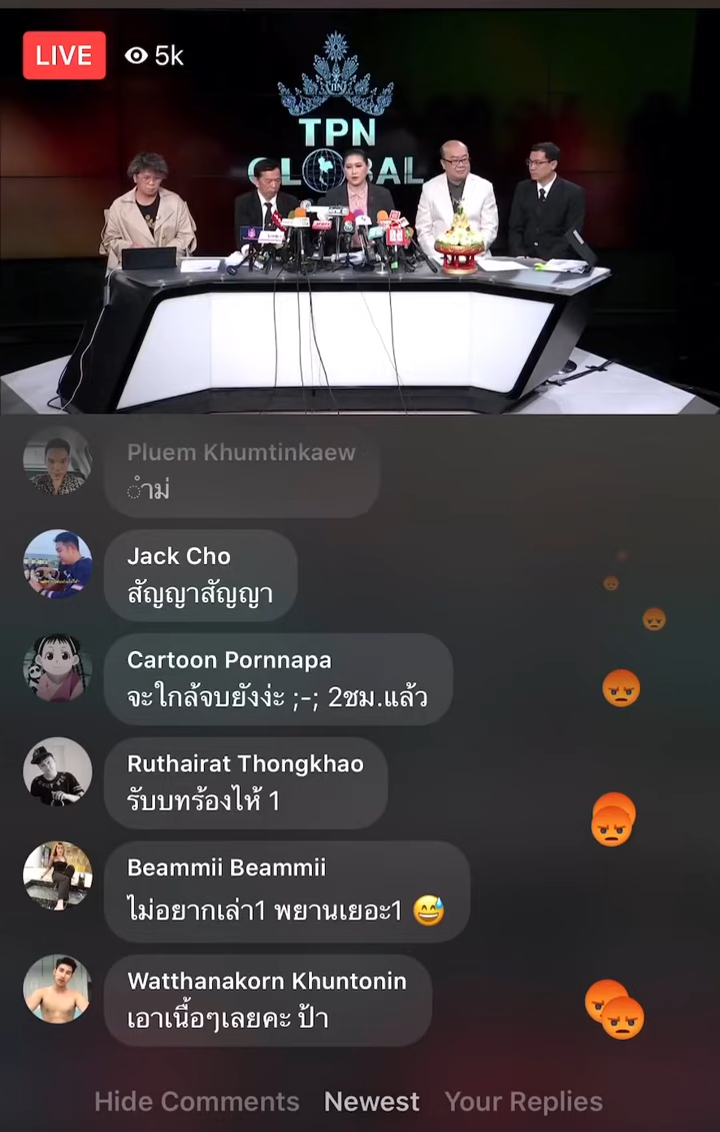 LIVE 5k
TPN
GLOBAL
Pluem Khumtinkaew
ำม่
Jack Cho
สัญญาสัญญา
Cartoon Pornnapa
จะใกล้จบยังง่ะ ;-; 2ชม.แล้ว
Ruthairat Thongkhao
รับบทร้องไห้ 1
Beammii Beammii
ไม่อยากเล่า1 พยานเยอะ1 😅
Watthanakorn Khuntonin
เอาเนื้อๆเลยคะ ป้า
Hide Comments Newest Your Replies